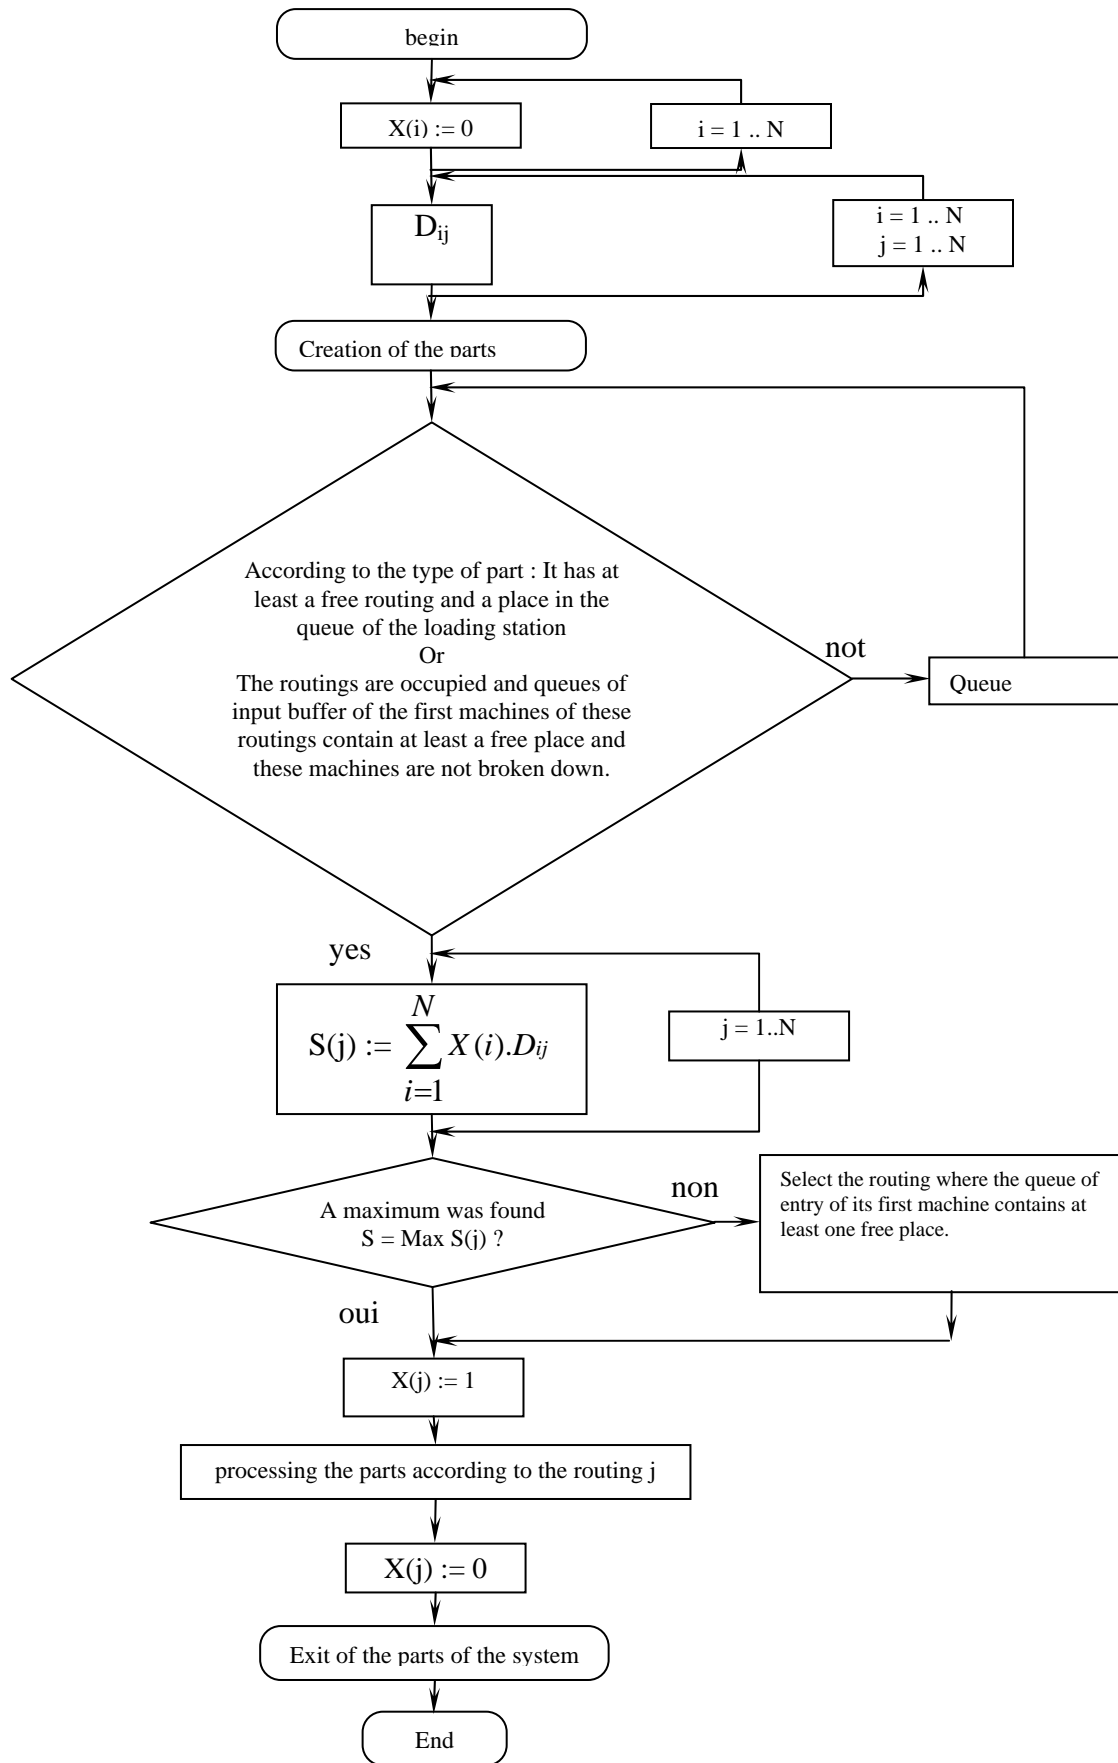 begin
X(i) := 0
i = 1 .. N
D_ij
i = 1 .. N
j = 1 .. N
Creation of the parts
According to the type of part : It has at
least a free routing and a place in the
queue of the loading station
Or
The routings are occupied and queues of
input buffer of the first machines of these
routings contain at least a free place and
these machines are not broken down.
not
Queue
yes
S(j) := \sum_{i=1}^{N} X(i).D_{ij}
j = 1..N
A maximum was found
S = Max S(j) ?
non
Select the routing where the queue of
entry of its first machine contains at
least one free place.
oui
X(j) := 1
processing the parts according to the routing j
X(j) := 0
Exit of the parts of the system
End